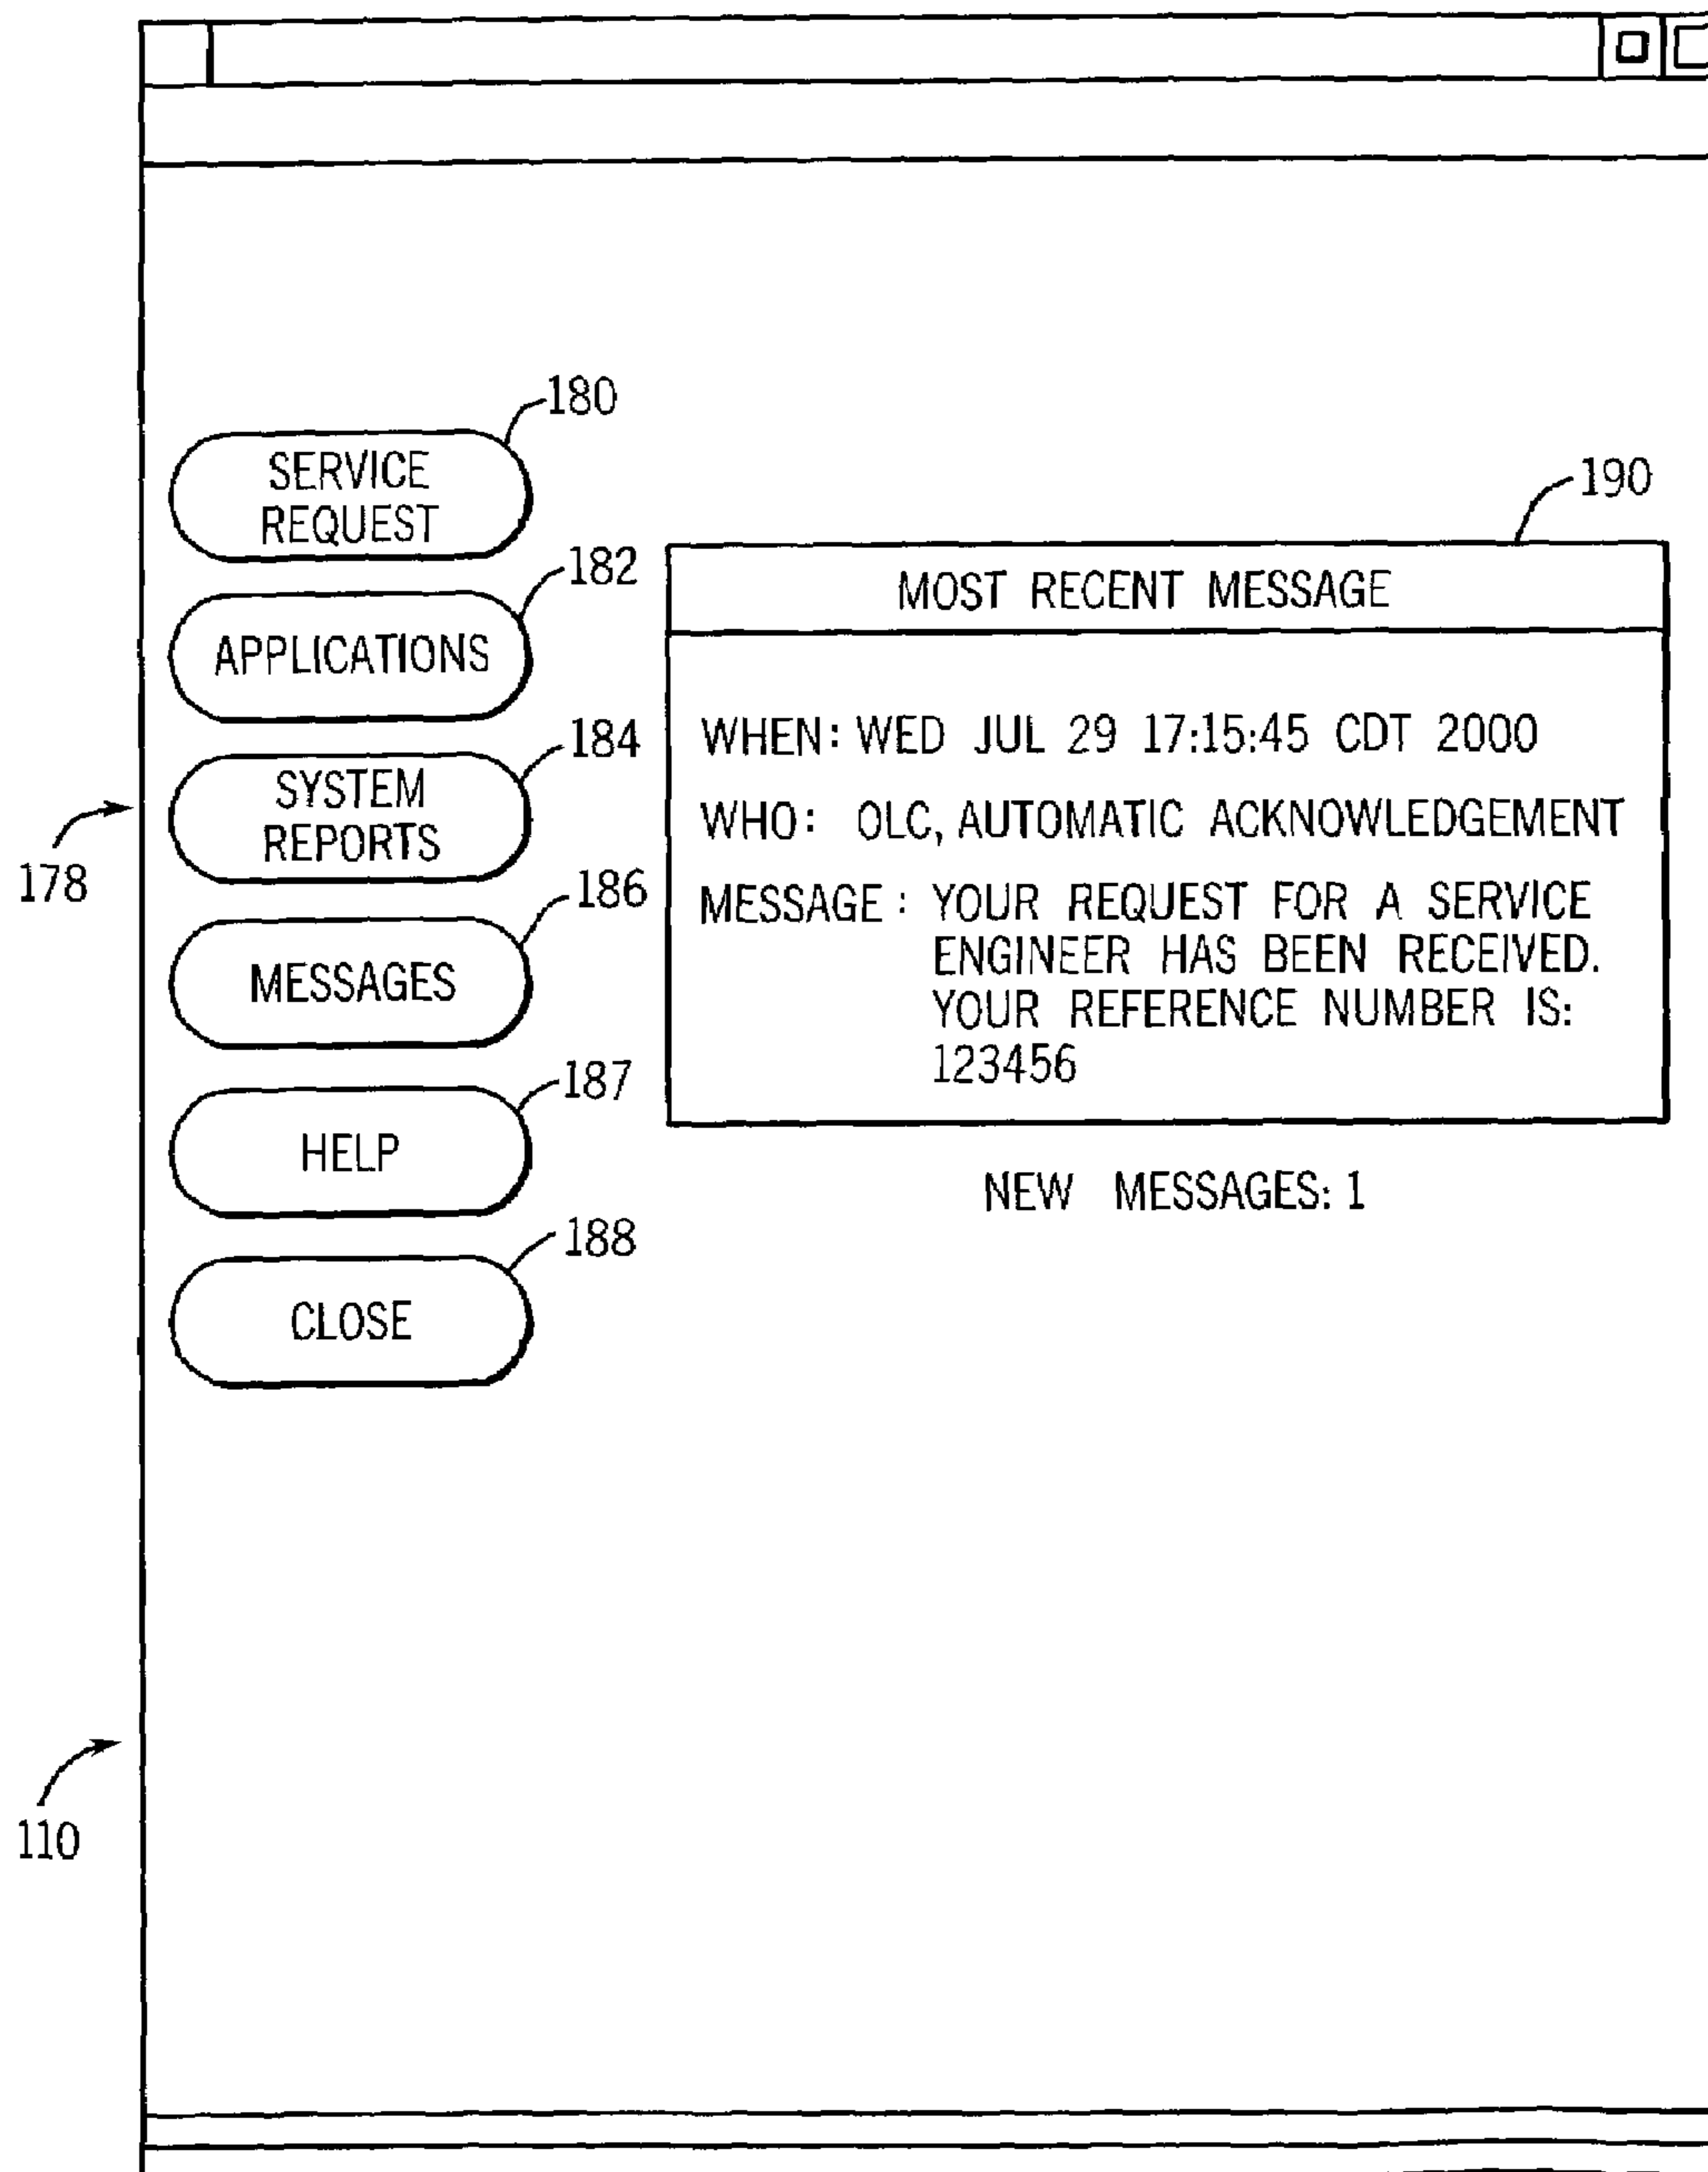 180
SERVICE
REQUEST
182
APPLICATIONS
184
SYSTEM
REPORTS
178
186
MESSAGES
187
HELP
188
CLOSE
190
MOST RECENT MESSAGE
WHEN: WED JUL 29 17:15:45 CDT 2000
WHO: OLC, AUTOMATIC ACKNOWLEDGEMENT
MESSAGE: YOUR REQUEST FOR A SERVICE
ENGINEER HAS BEEN RECEIVED.
YOUR REFERENCE NUMBER IS:
123456
NEW MESSAGES: 1
110